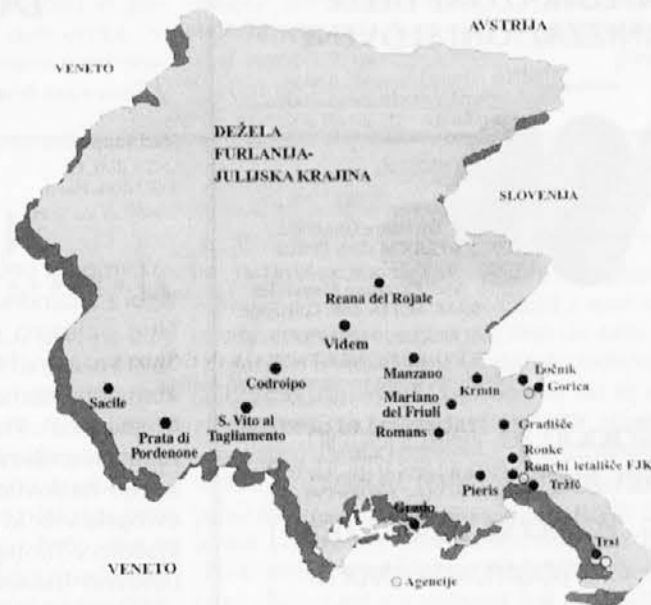 AVSTRIJA
VENETO
DEŽELA
FURLANIJA-
JULIJSKA KRAJINA
SLOVENIJA
Reana del Rojale
Videm
Codroipo
Manzano
Krmin
Ločnik
Gorica
Sacile
Mariano
del Friuli
S. Vito al
Tagliamento
Prata di
Pordenone
Romans
Gradišče
Ronke
Ronchi letališče FJK
Pieris
Tržič
Grado
Trst
VENETO
Agencije